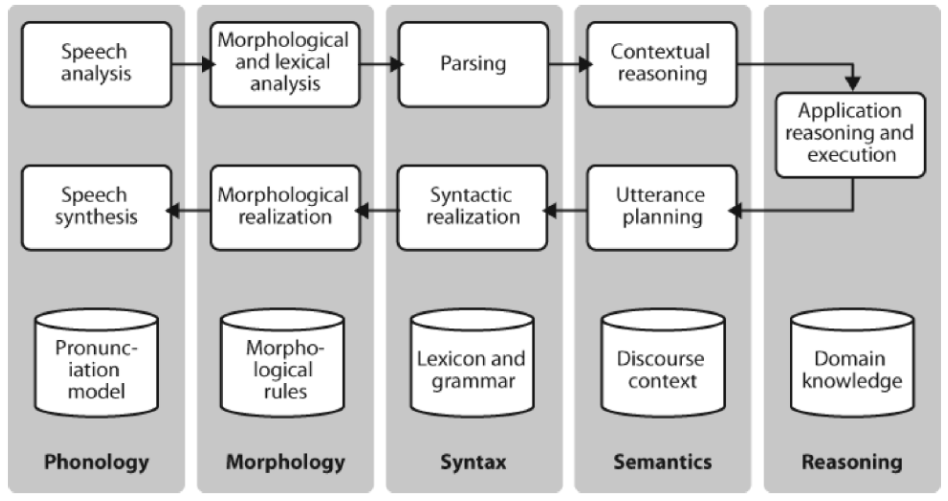 Speech
analysis
Morphological
and lexical
analysis
Parsing
Contextual
reasoning
Application
reasoning and
execution
Speech
synthesis
Morphological
realization
Syntactic
realization
Utterance
planning
Pronunc-
iation
model
Morpho-
logical
rules
Lexicon and
grammar
Discourse
context
Domain
knowledge
Phonology
Morphology
Syntax
Semantics
Reasoning